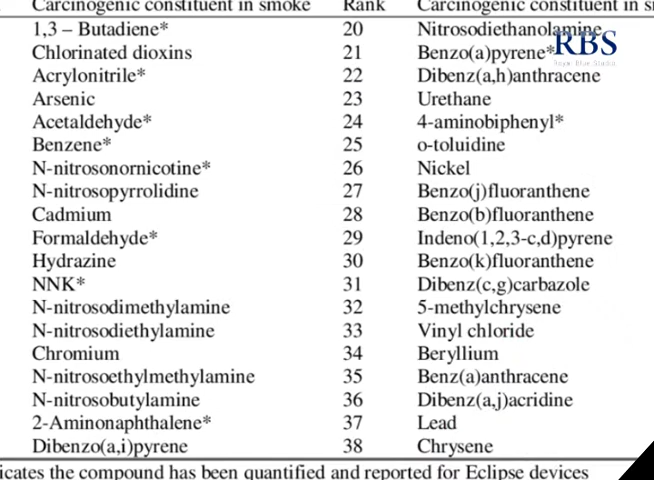 Carcinogenic constituent in smoke Rank Carcinogenic constituent in
1,3 – Butadiene* 20 Nitrosodiethanolamine
Chlorinated dioxins 21 Benzo(a)pyrene*
RBS
Royal Blue Studio
Acrylonitrile* 22 Dibenz(a,h)anthracene
Arsenic 23 Urethane
Acetaldehyde* 24 4-aminobiphenyl*
Benzene* 25 o-toluidine
N-nitrosonornicotine* 26 Nickel
N-nitrosopyrrolidine 27 Benzo(j)fluoranthene
Cadmium 28 Benzo(b)fluoranthene
Formaldehyde* 29 Indeno(1,2,3-c,d)pyrene
Hydrazine 30 Benzo(k)fluoranthene
NNK* 31 Dibenz(c,g)carbazole
N-nitrosodimethylamine 32 5-methylchrysene
N-nitrosodiethylamine 33 Vinyl chloride
Chromium 34 Beryllium
N-nitrosoethylmethylamine 35 Benz(a)anthracene
N-nitrosobutylamine 36 Dibenz(a,j)acridine
2-Aminonaphthalene* 37 Lead
Dibenzo(a,i)pyrene 38 Chrysene
icates the compound has been quantified and reported for Eclipse devices